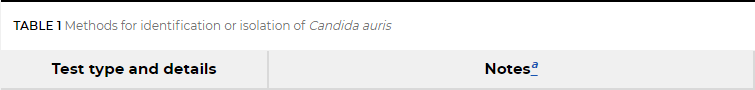 TABLE 1 Methods for identification or isolation of Candida auris
Test type and details Notesa